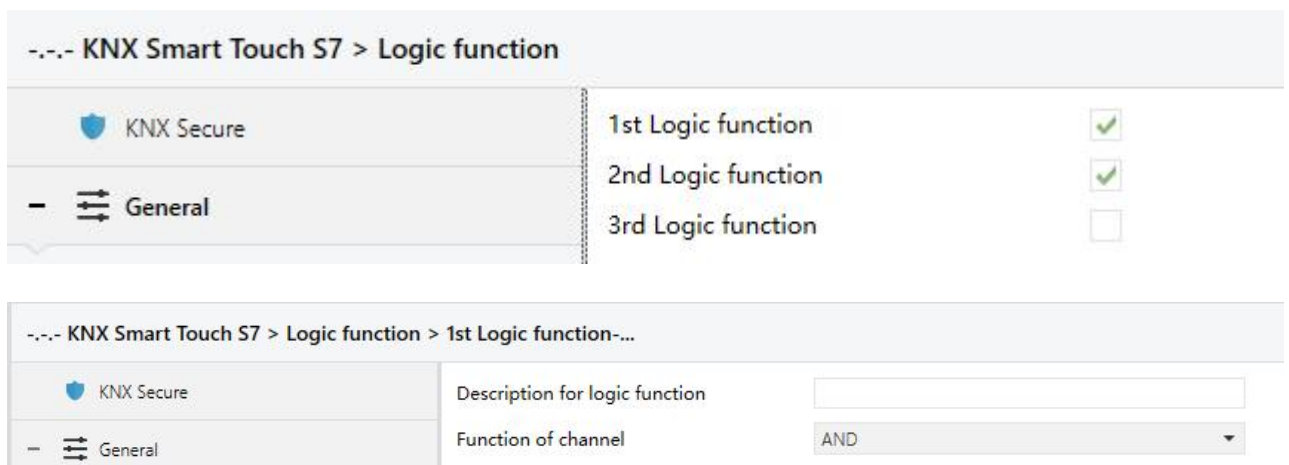 -.-.- KNX Smart Touch S7 > Logic function
KNX Secure
General
1st Logic function
2nd Logic function
3rd Logic function
-.-.- KNX Smart Touch S7 > Logic function > 1st Logic function-...
KNX Secure
General
Description for logic function
Function of channel AND